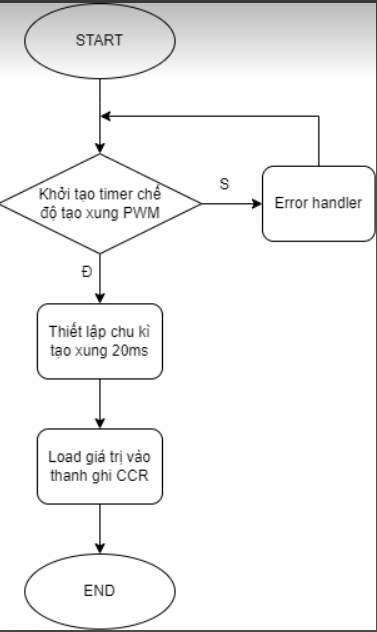 START
Khởi tạo timer chế
độ tạo xung PWM
S
Error handler
Đ
Thiết lập chu kì
tạo xung 20ms
Load giá trị vào
thanh ghi CCR
END